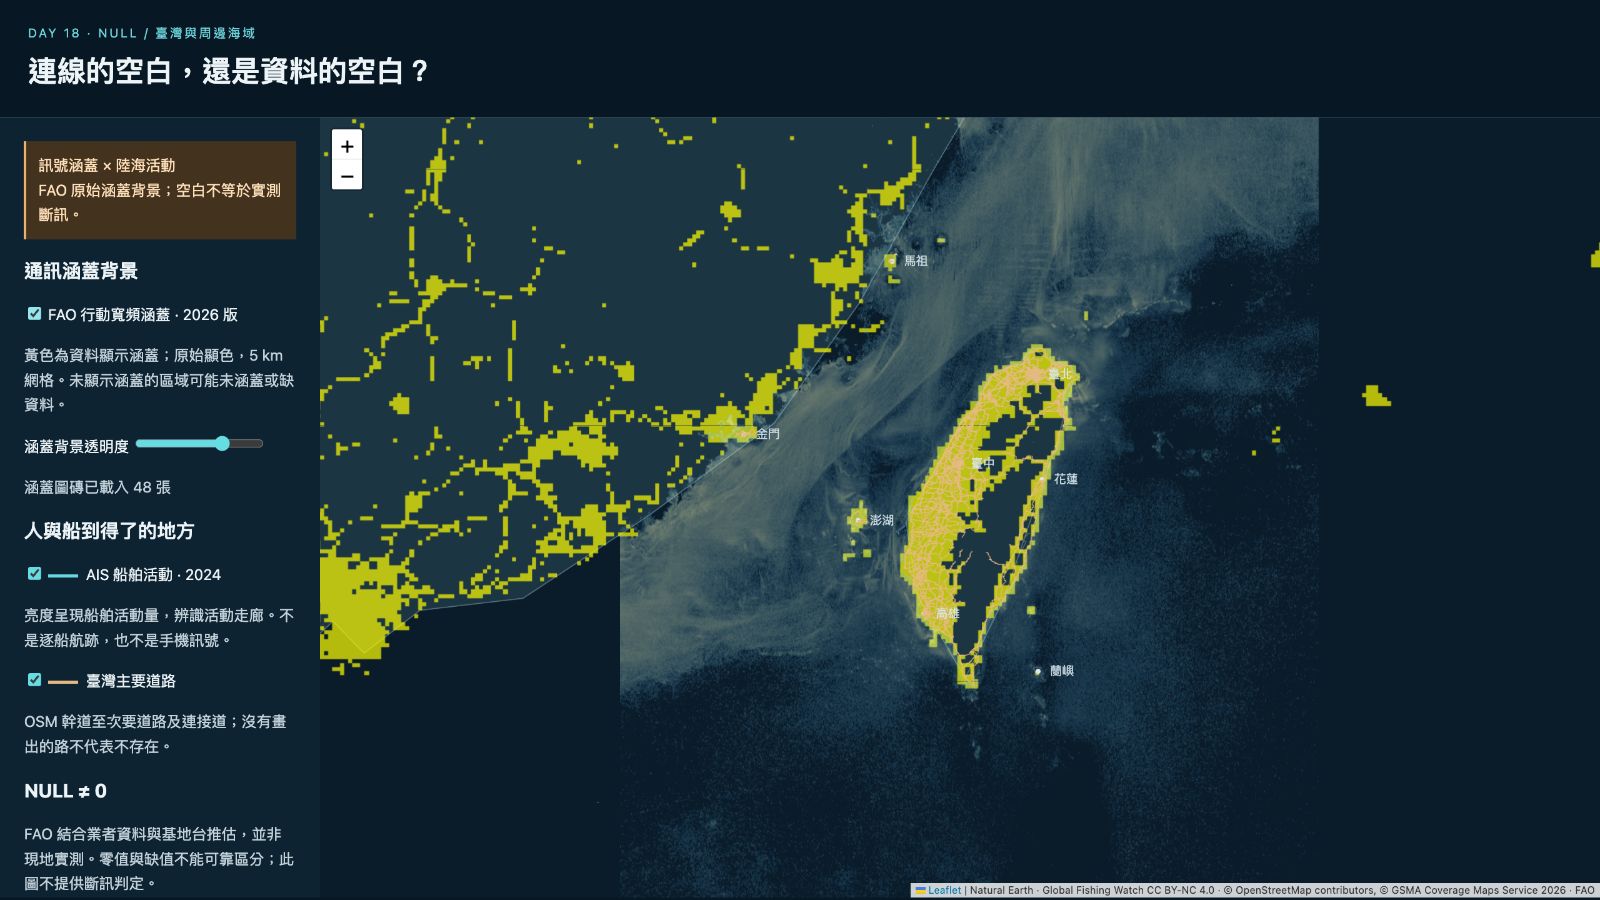 DAY 18 · NULL / 臺灣與周邊海域
連線的空白，還是資料的空白？
訊號涵蓋 × 陸海活動
FAO 原始涵蓋背景；空白不等於實測
斷訊。
通訊涵蓋背景
FAO 行動寬頻涵蓋 · 2026 版
黃色為資料顯示涵蓋；原始顯色，5 km
網格。未顯示涵蓋的區域可能未涵蓋或缺
資料。
涵蓋背景透明度
涵蓋圖磚已載入 48 張
人與船到得了的地方
AIS 船舶活動 · 2024
亮度呈現船舶活動量，辨識活動走廊。不
是逐船航跡，也不是手機訊號。
臺灣主要道路
OSM 幹道至次要道路及連接道；沒有畫
出的路不代表不存在。
NULL ≠ 0
FAO 結合業者資料與基地台推估，並非
現地實測。零值與缺值不能可靠區分；此
圖不提供斷訊判定。
+
−
馬祖
臺北
金門
臺中
花蓮
澎湖
高雄
蘭嶼
Leaflet | Natural Earth · Global Fishing Watch CC BY-NC 4.0 · © OpenStreetMap contributors, © GSMA Coverage Maps Service 2026 · FAO